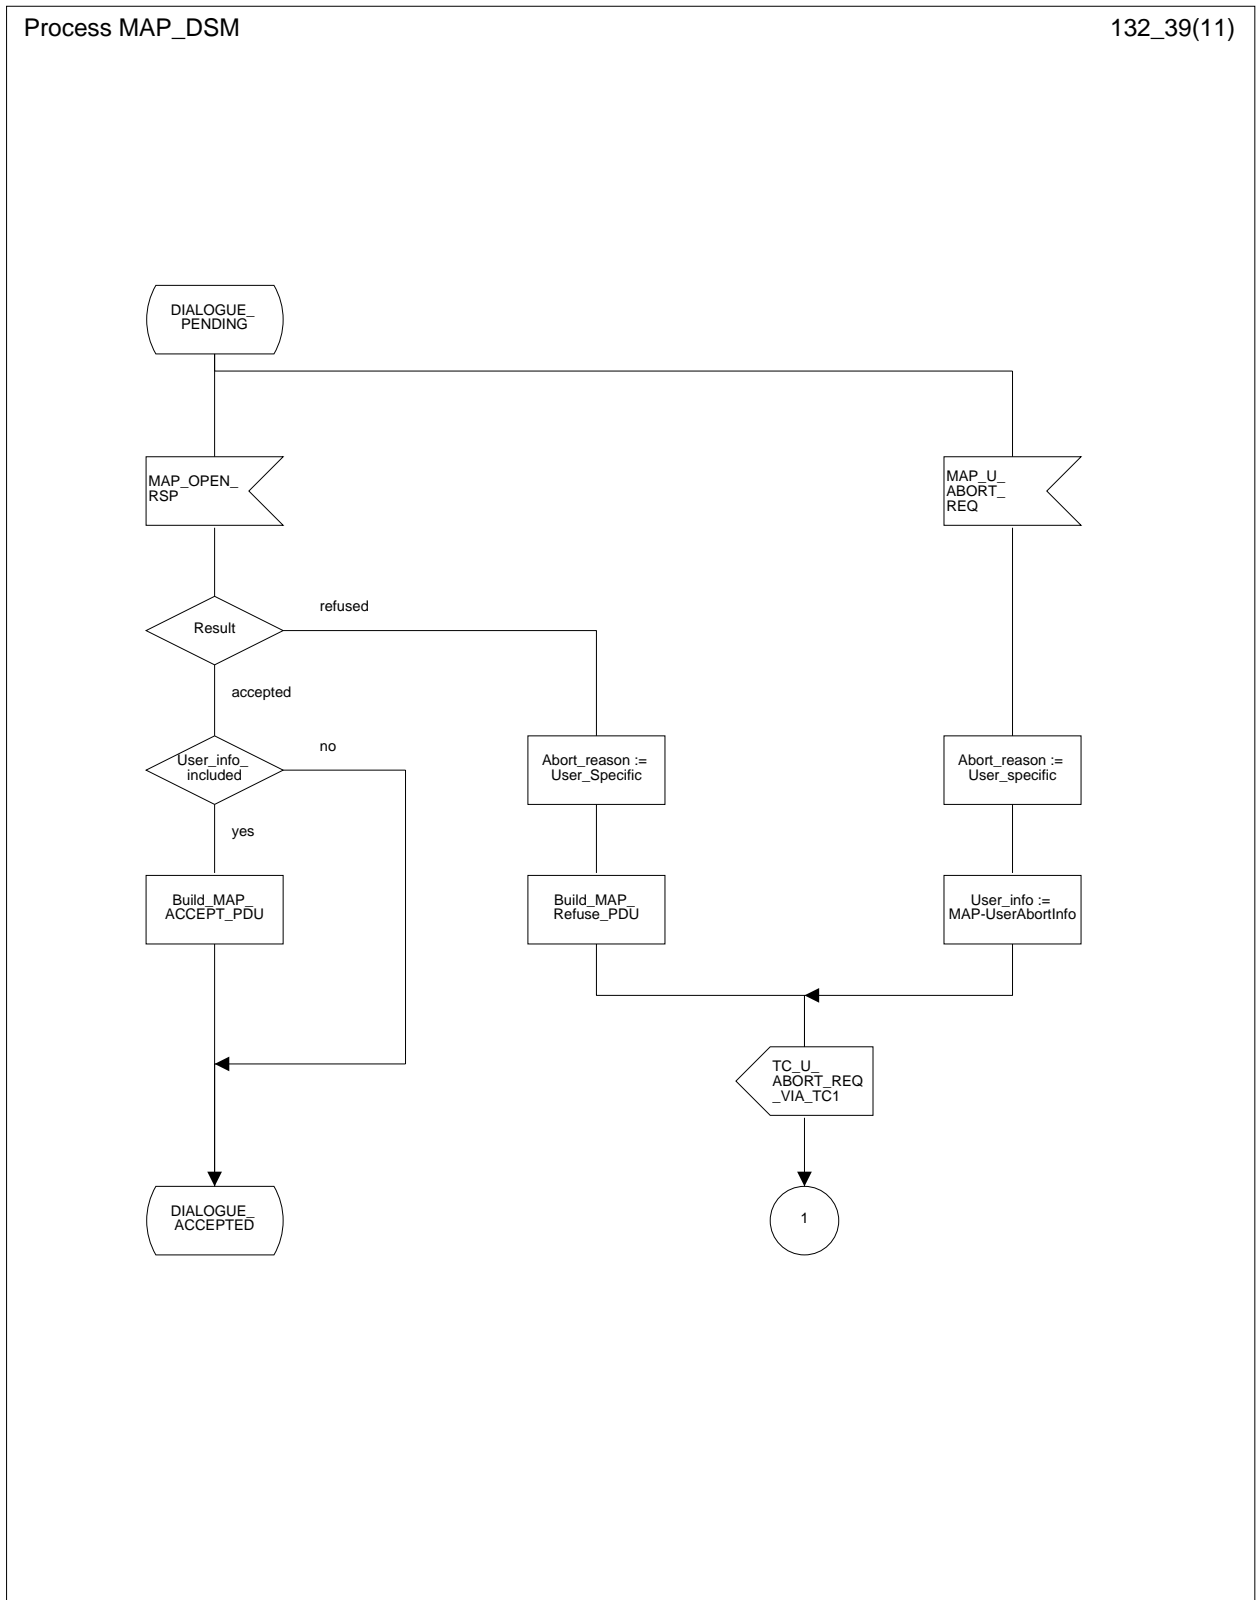 Process MAP_DSM
132_39(11)
DIALOGUE_
PENDING
MAP_OPEN_
RSP
MAP_U_
ABORT_
REQ
refused
Result
accepted
User_info_
included
no
yes
Abort_reason :=
User_Specific
Abort_reason :=
User_specific
Build_MAP_
ACCEPT_PDU
Build_MAP_
Refuse_PDU
User_info :=
MAP-UserAbortInfo
TC_U_
ABORT_REQ
_VIA_TC1
DIALOGUE_
ACCEPTED
1